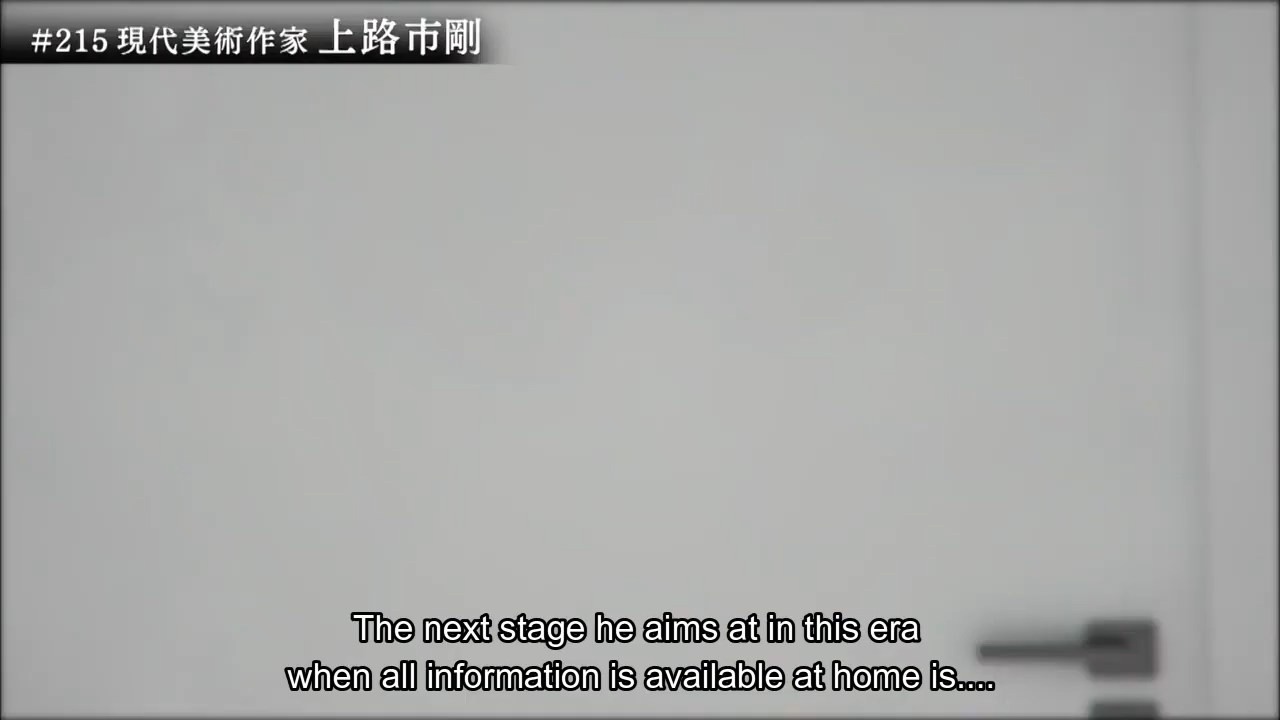 #215 現代美術作家 上路市剛
The next stage he aims at in this era
when all information is available at home is....